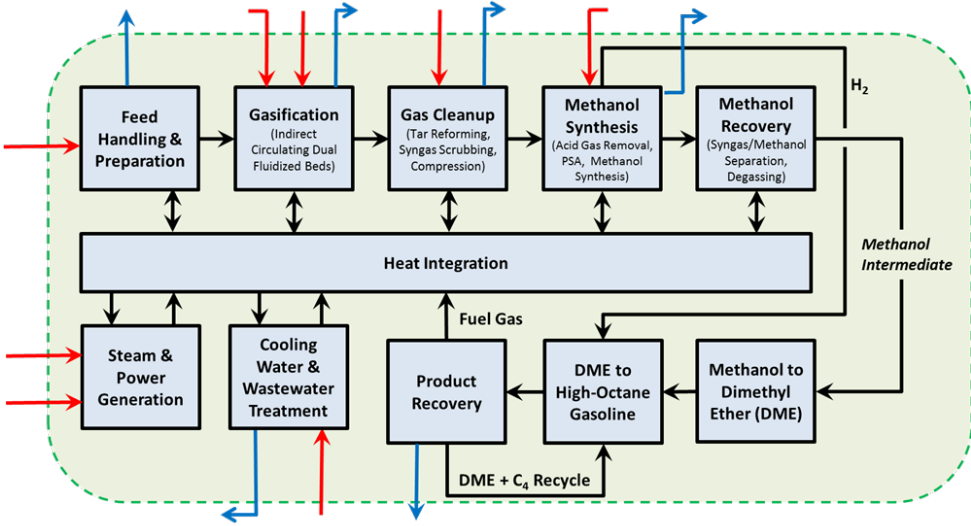 Feed
Handling &
Preparation
Gasification
(Indirect
Circulating Dual
Fluidized Beds)
Gas Cleanup
(Tar Reforming,
Syngas Scrubbing,
Compression)
Methanol
Synthesis
(Acid Gas Removal,
PSA, Methanol
Synthesis)
Methanol
Recovery
(Syngas/Methanol
Separation,
Degassing)
H2
Heat Integration
Methanol
Intermediate
Fuel Gas
Steam &
Power
Generation
Cooling
Water &
Wastewater
Treatment
Product
Recovery
DME to
High-Octane
Gasoline
Methanol to
Dimethyl
Ether (DME)
DME + C4 Recycle